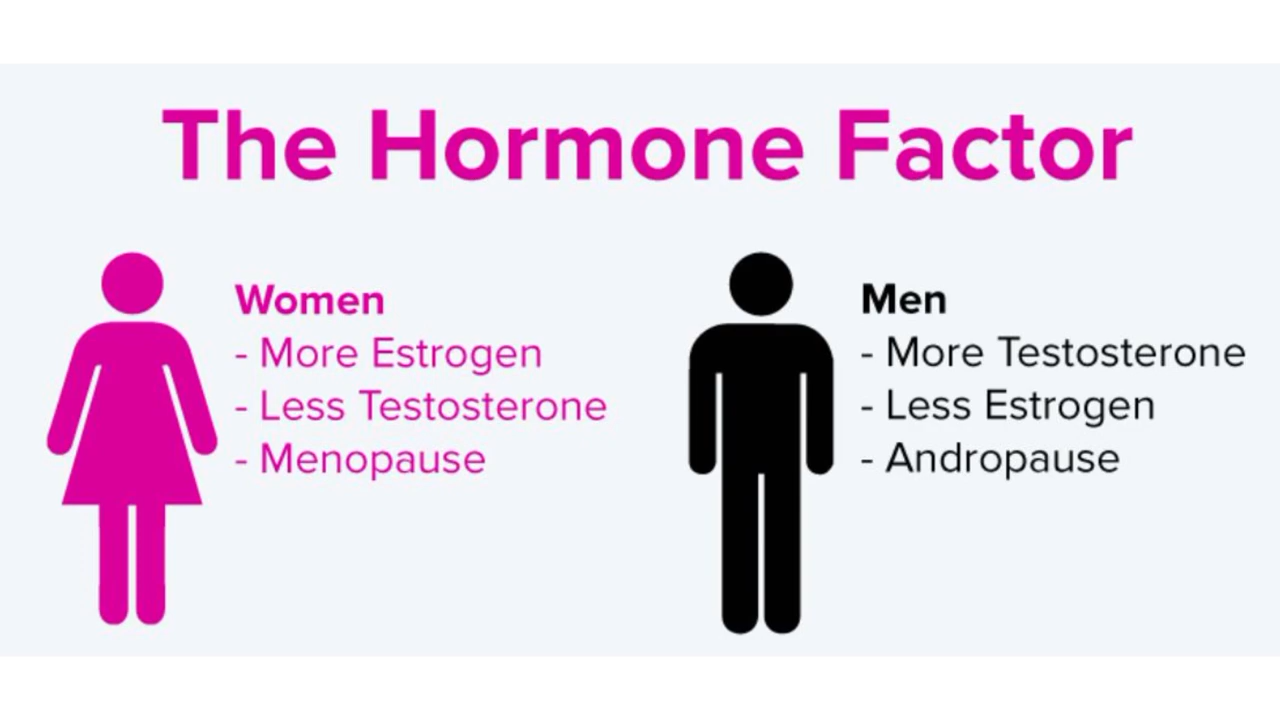 The Hormone Factor
Women
- More Estrogen
- Less Testosterone
- Menopause
Men
- More Testosterone
- Less Estrogen
- Andropause